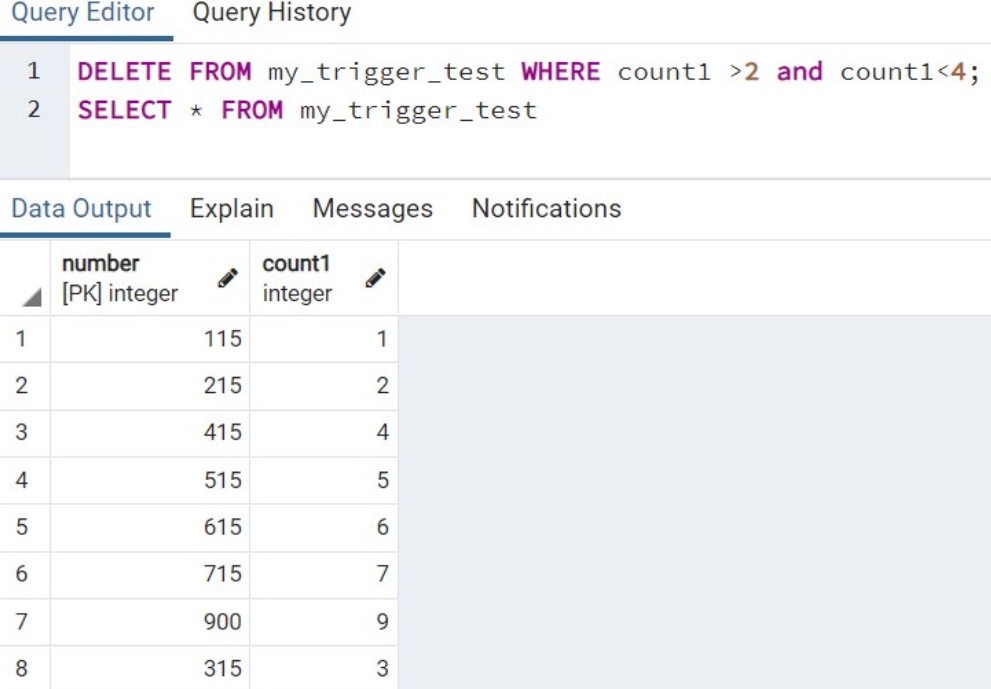 Query Editor Query History
1 DELETE FROM my_trigger_test WHERE count1 >2 and count1<4;
2 SELECT * FROM my_trigger_test
Data Output Explain Messages Notifications
number count1
[PK] integer integer
1 115 1
2 215 2
3 415 4
4 515 5
5 615 6
6 715 7
7 900 9
8 315 3